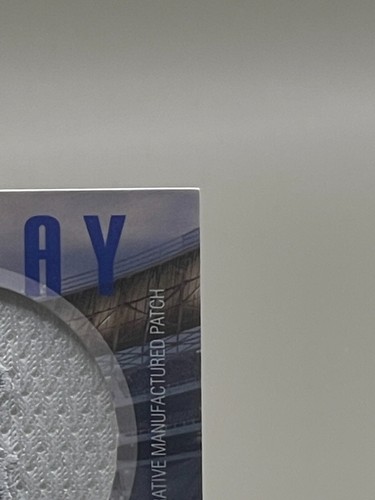 AY
ATIVE MANUFACTURED PATCH